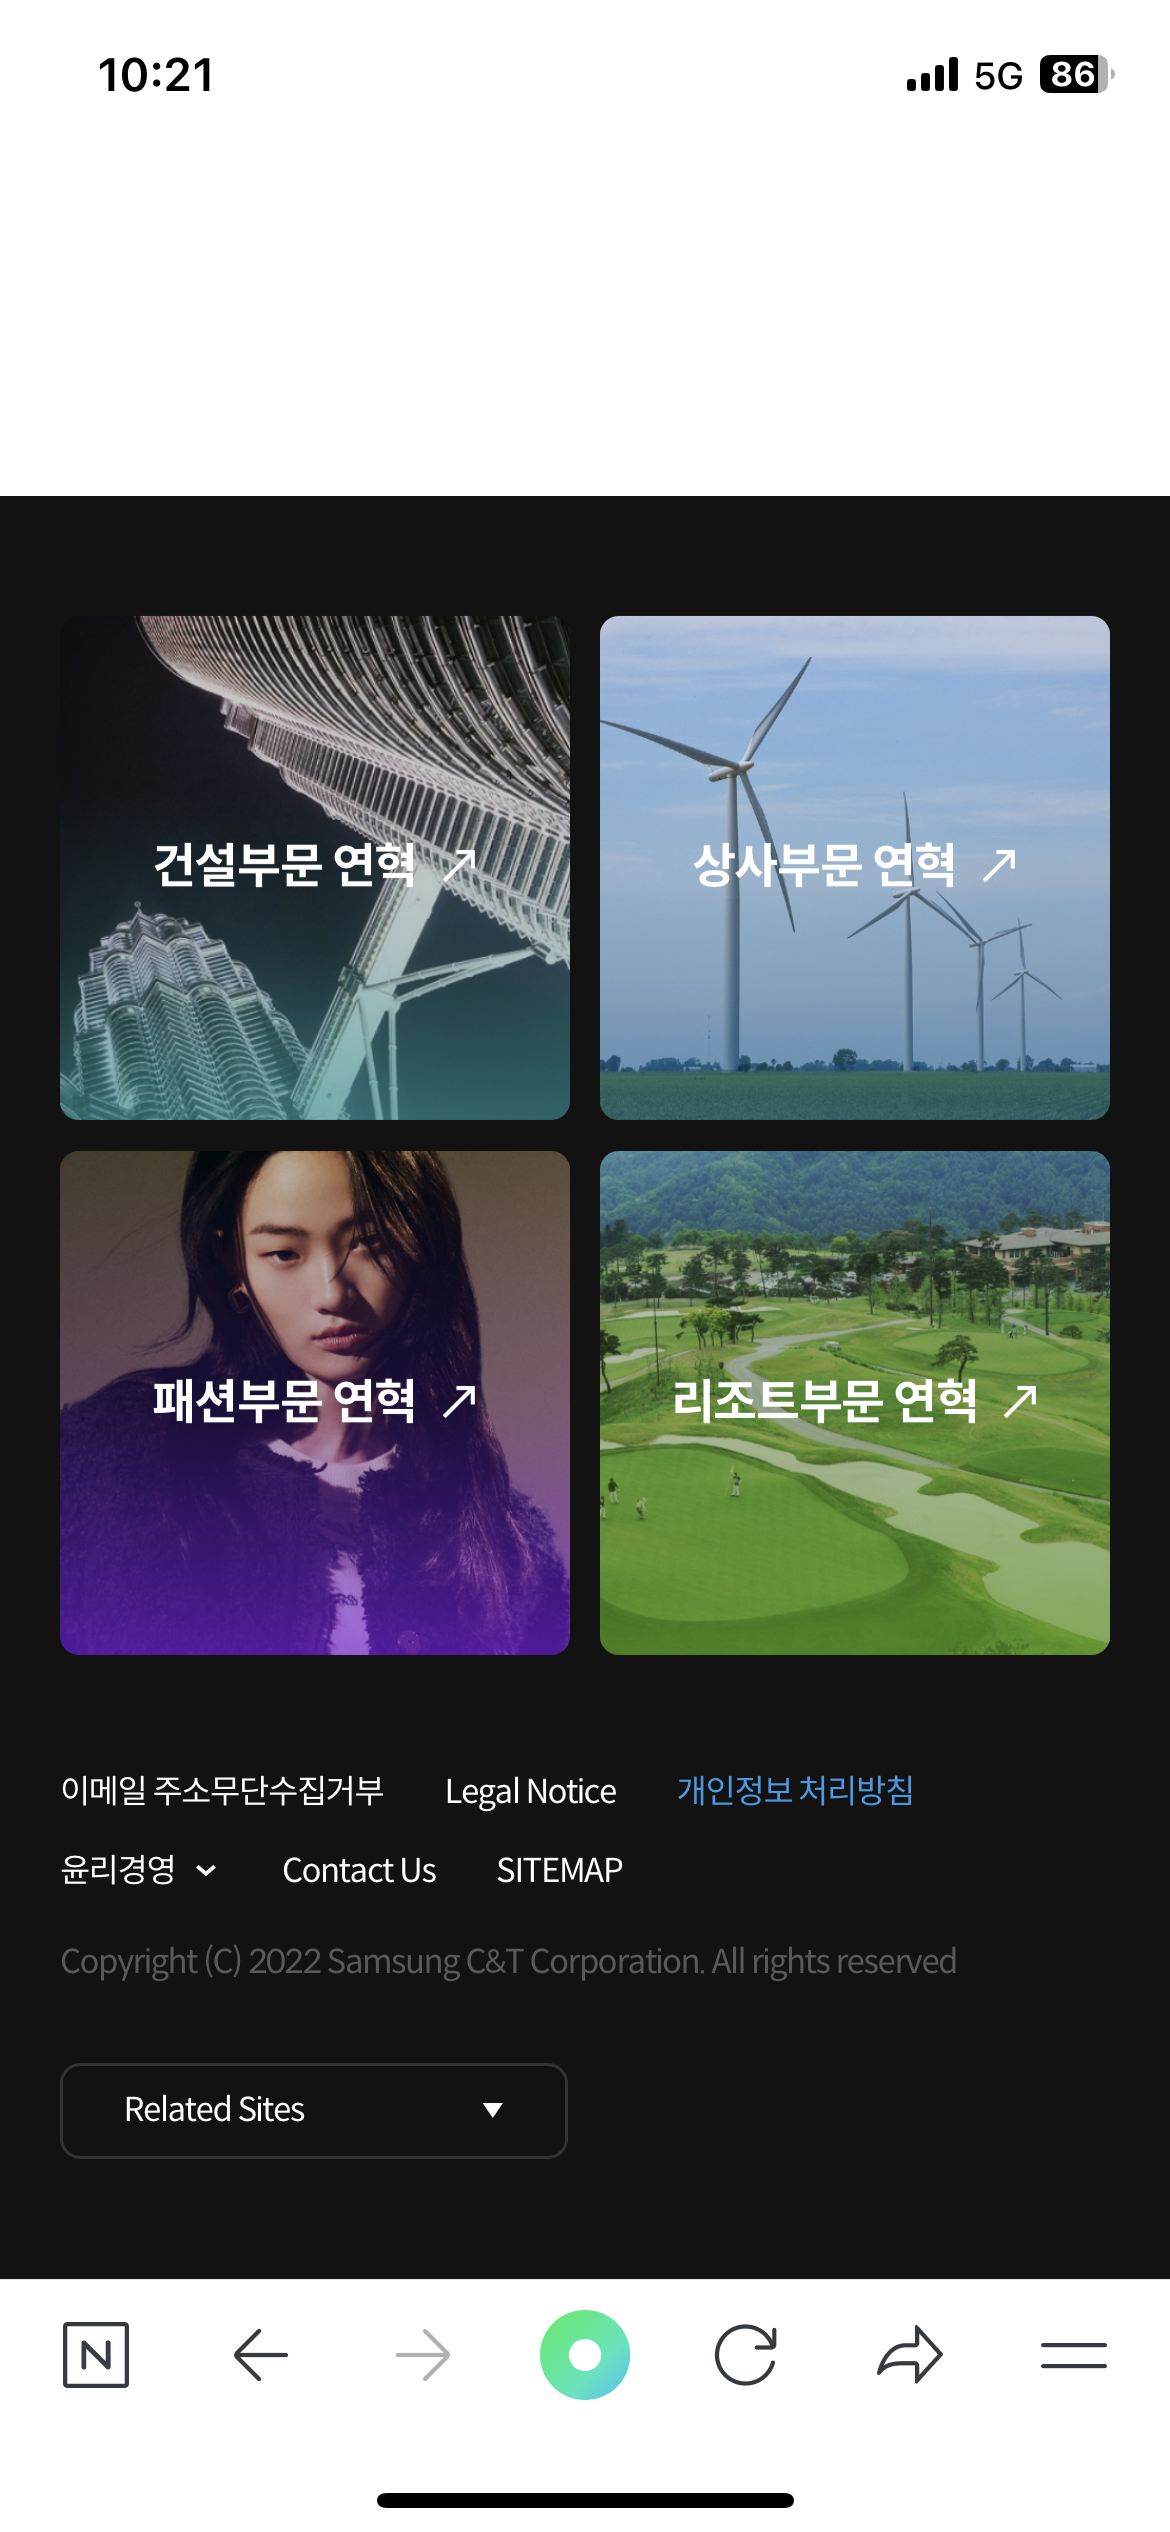 10:21 5G 86
건설부문 연혁 ↗ 상사부문 연혁 ↗
패션부문 연혁 ↗ 리조트부문 연혁 ↗
이메일 주소무단수집거부 Legal Notice 개인정보 처리방침
윤리경영 Contact Us SITEMAP
Copyright (C) 2022 Samsung C&T Corporation. All rights reserved
Related Sites ▼
N